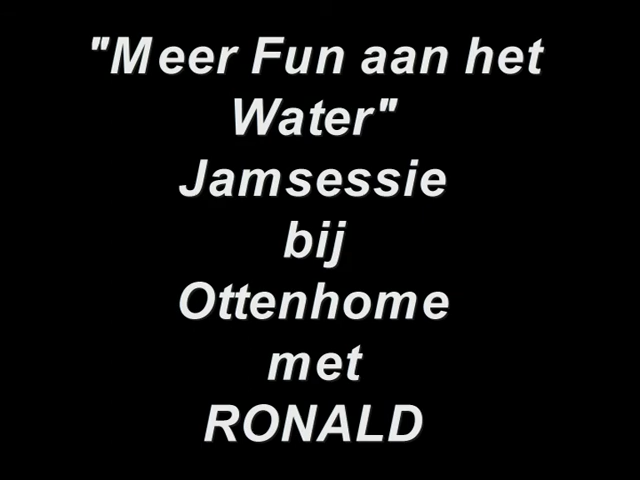 "Meer Fun aan het
Water"
Jamsessie
bij
Ottenhome
met
RONALD